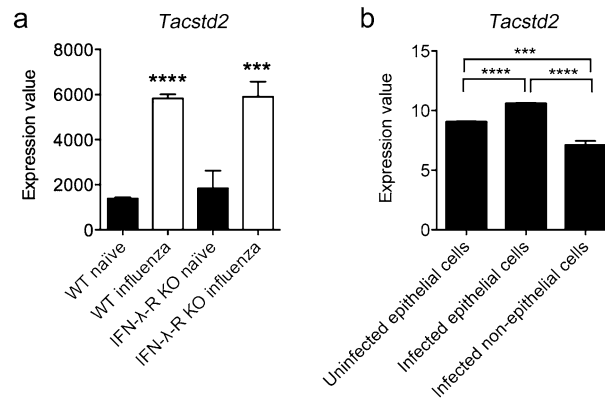 a
Tacstd2
Expression value
8000
6000
4000
2000
0
****
***
WT naïve
WT influenza
IFN-λ-R KO naïve
IFN-λ-R KO influenza
b
Tacstd2
Expression value
15
10
5
0
***
****
****
Uninfected epithelial cells
Infected epithelial cells
Infected non-epithelial cells